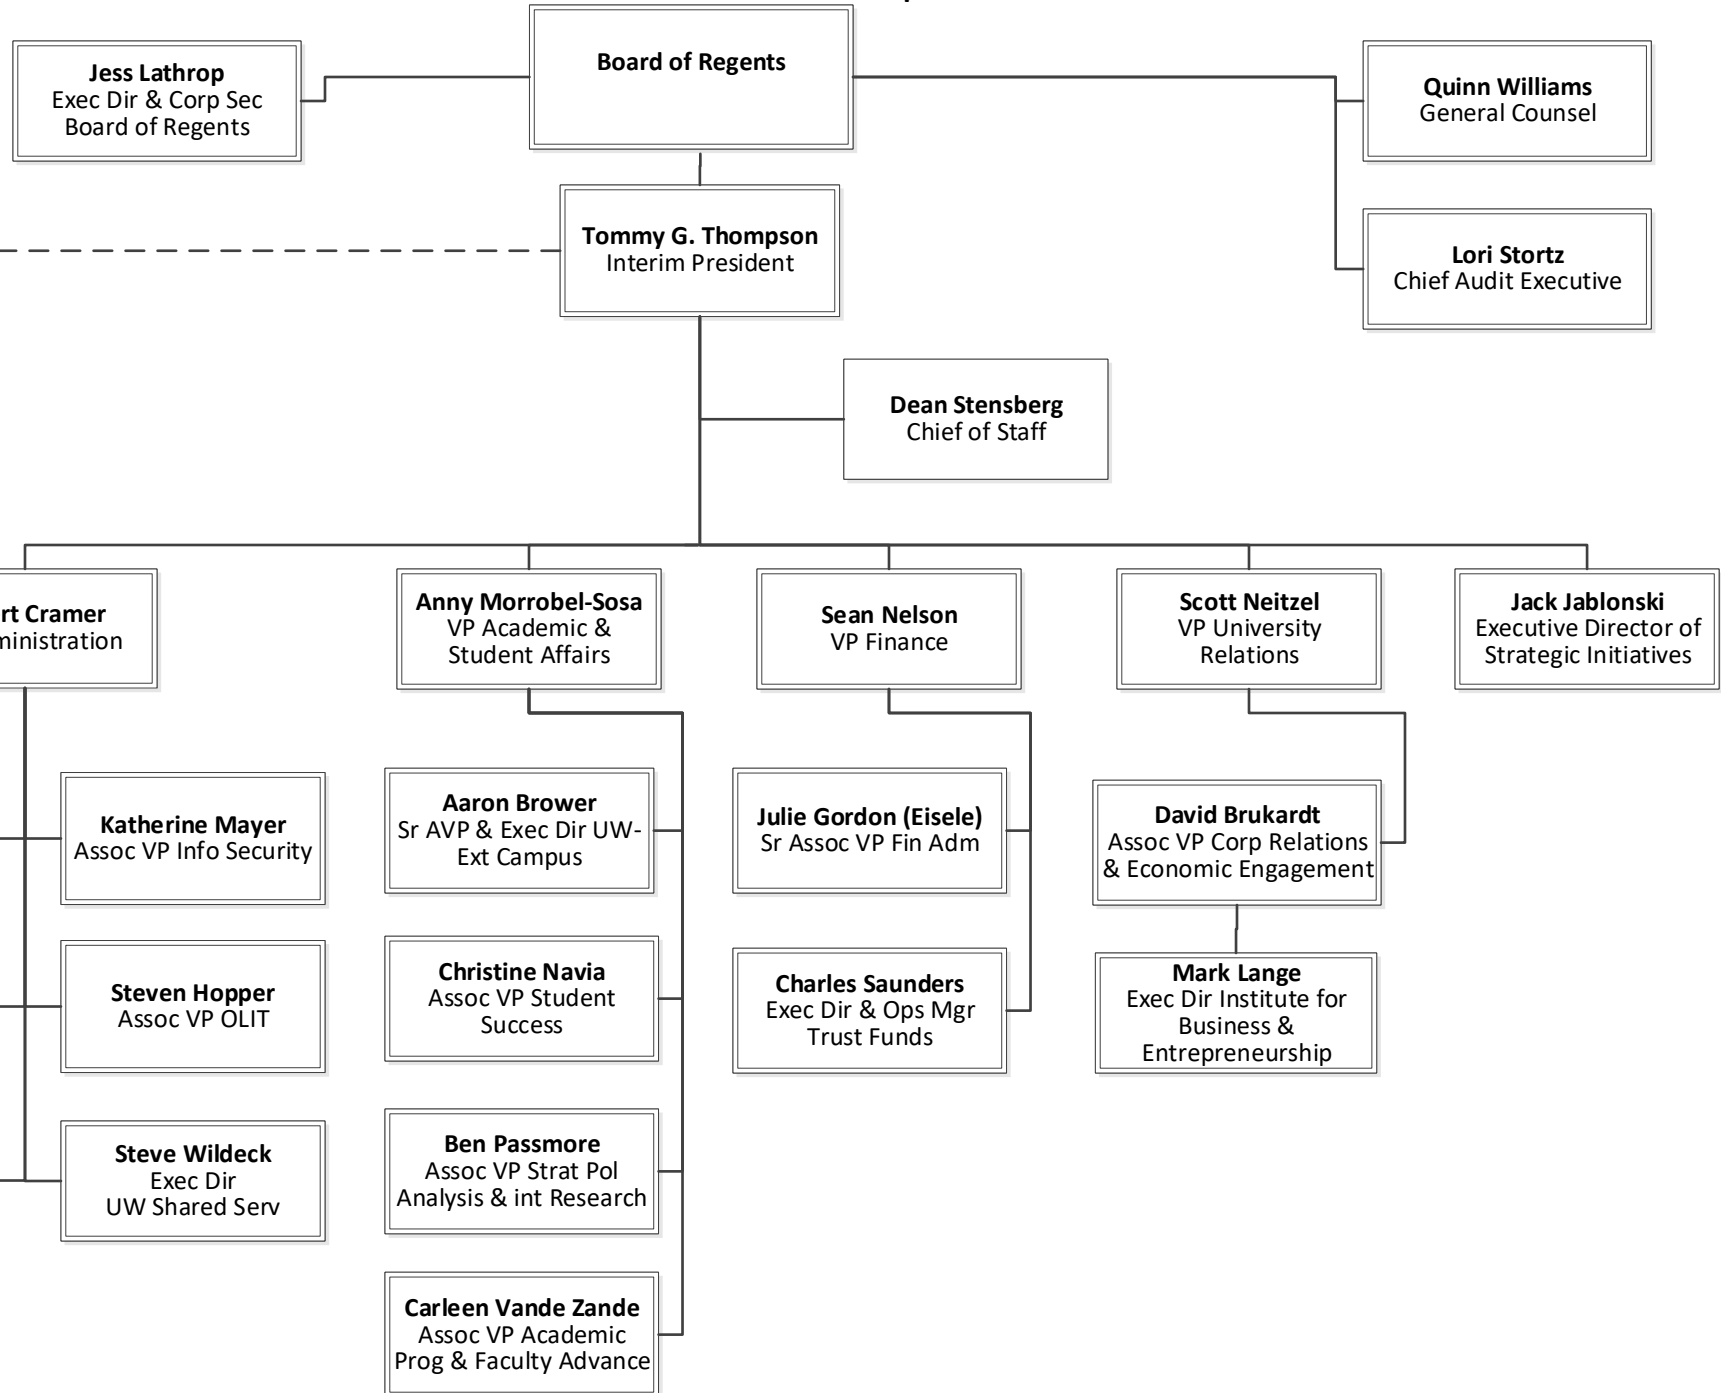 Board of Regents
Jess Lathrop
Exec Dir & Corp Sec
Board of Regents
Quinn Williams
General Counsel
Tommy G. Thompson
Interim President
Lori Stortz
Chief Audit Executive
Dean Stensberg
Chief of Staff
rt Cramer
ministration
Anny Morrobel-Sosa
VP Academic &
Student Affairs
Sean Nelson
VP Finance
Scott Neitzel
VP University
Relations
Jack Jablonski
Executive Director of
Strategic Initiatives
Katherine Mayer
Assoc VP Info Security
Steven Hopper
Assoc VP OLIT
Steve Wildeck
Exec Dir
UW Shared Serv
Aaron Brower
Sr AVP & Exec Dir UW-
Ext Campus
Christine Navia
Assoc VP Student
Success
Ben Passmore
Assoc VP Strat Pol
Analysis & int Research
Carleen Vande Zande
Assoc VP Academic
Prog & Faculty Advance
Julie Gordon (Eisele)
Sr Assoc VP Fin Adm
Charles Saunders
Exec Dir & Ops Mgr
Trust Funds
David Brukardt
Assoc VP Corp Relations
& Economic Engagement
Mark Lange
Exec Dir Institute for
Business &
Entrepreneurship